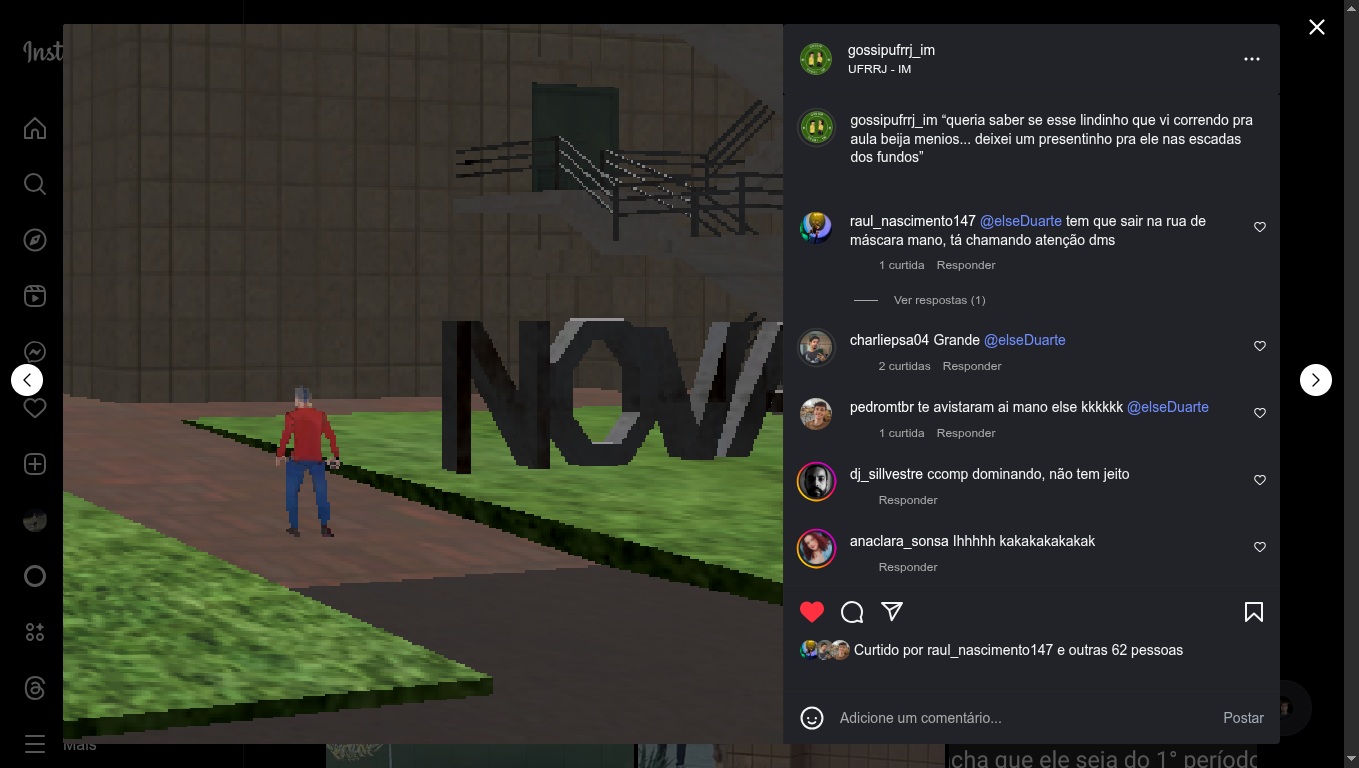 Inst
gossipufrrj_im
UFRRJ - IM
gossipufrrj_im “queria saber se esse lindinho que vi correndo pra
aula beija menios... deixei um presentinho pra ele nas escadas
dos fundos”
raul_nascimento147 @elseDuarte tem que sair na rua de
máscara mano, tá chamando atenção dms
1 curtida Responder
Ver respostas (1)
charliepsa04 Grande @elseDuarte
2 curtidas Responder
NOV
pedromtbr te avistaram ai mano else kkkkkk @elseDuarte
1 curtida Responder
dj_sillvestre ccomp dominando, não tem jeito
Responder
anaclara_sonsa Ihhhhh kakakakakakak
Responder
Curtido por raul_nascimento147 e outras 62 pessoas
Adicione um comentário... Postar
Mais
cha que ele seja do 1° períod